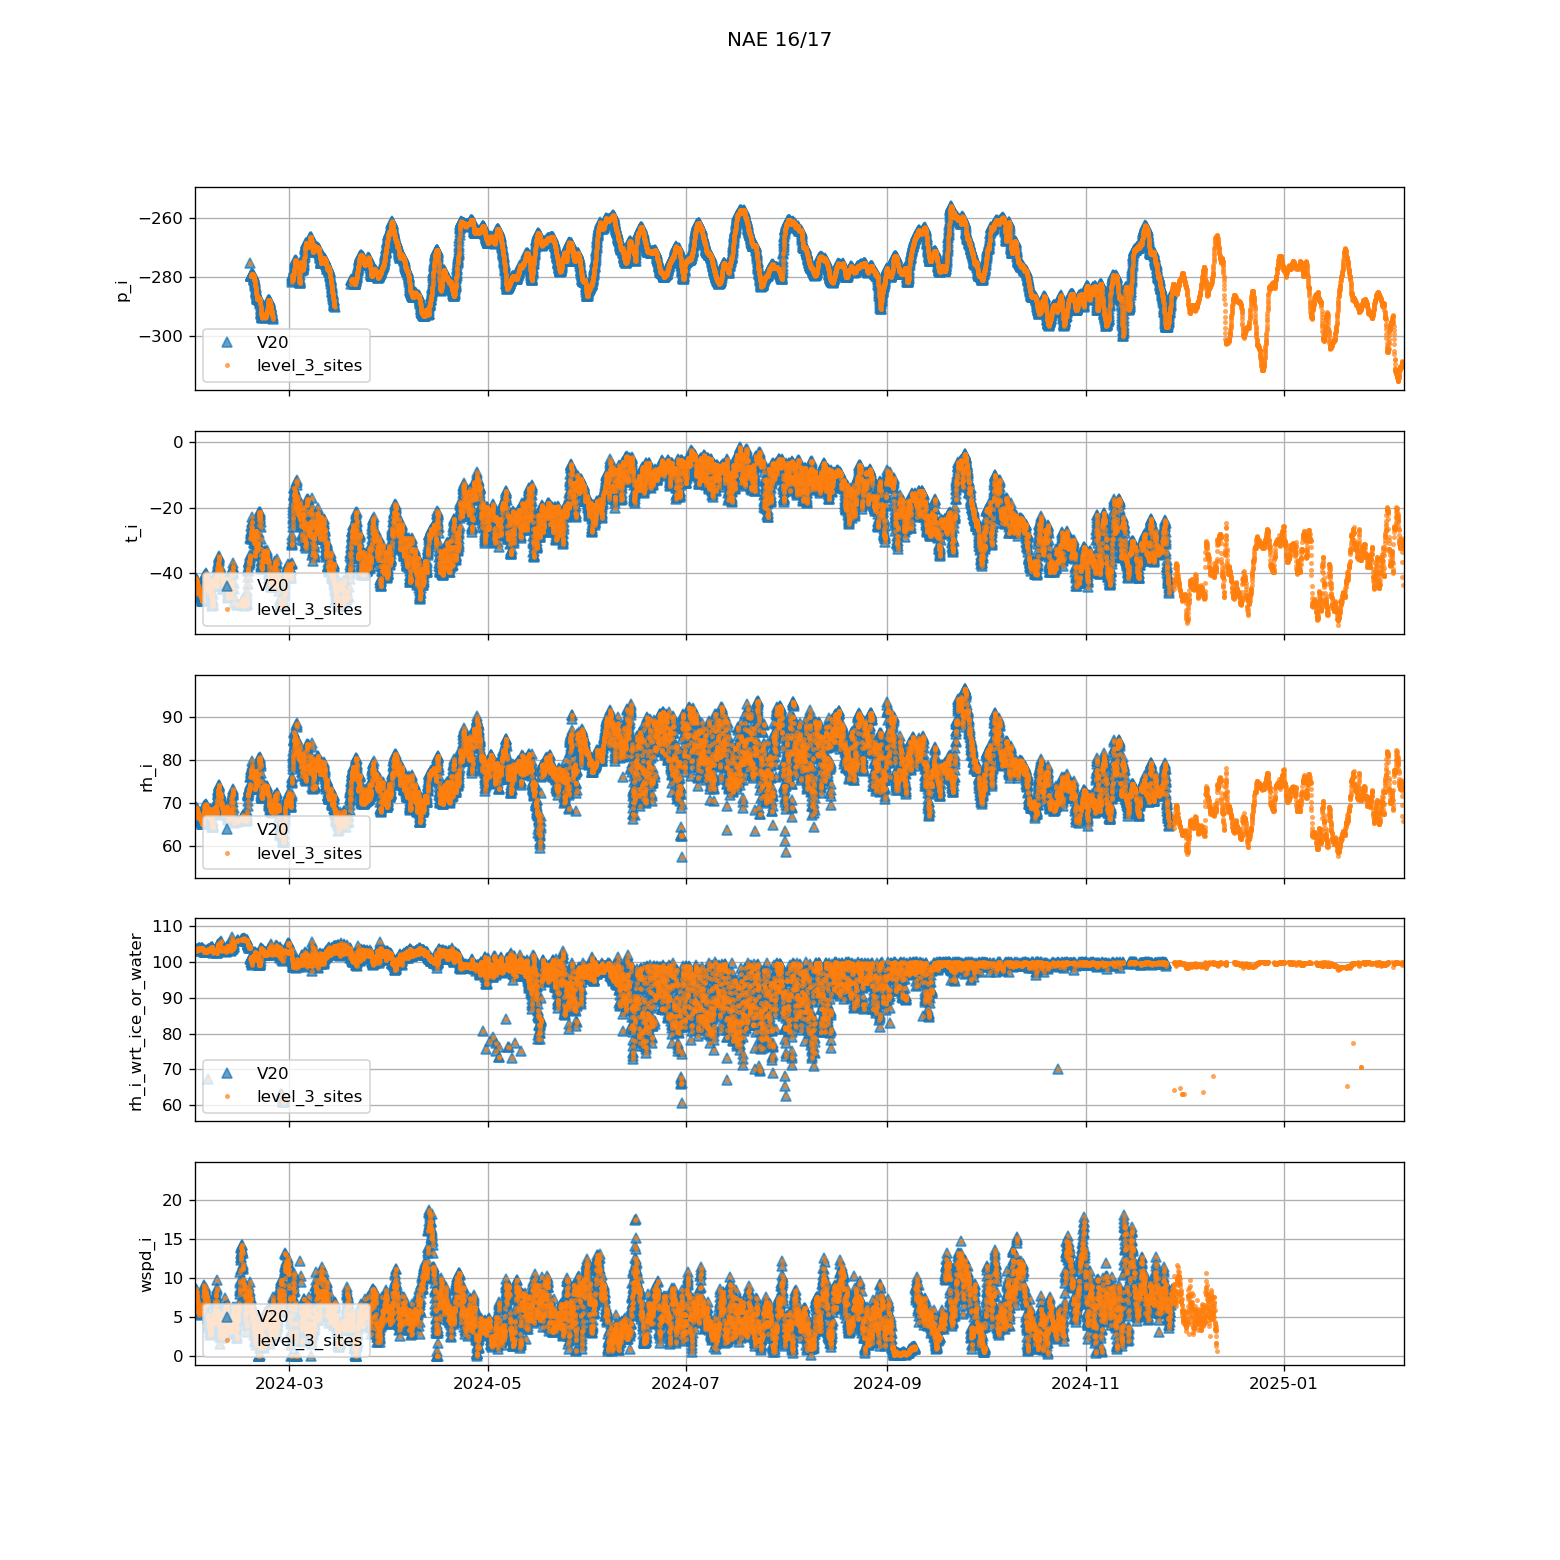 NAE 16/17
p_i
−260
−280
−300
V20
level_3_sites
t_i
0
−20
−40
V20
level_3_sites
rh_i
90
80
70
60
V20
level_3_sites
rh_i_wrt_ice_or_water
110
100
90
80
70
60
V20
level_3_sites
wspd_i
20
15
10
5
0
V20
level_3_sites
2024-03 2024-05 2024-07 2024-09 2024-11 2025-01